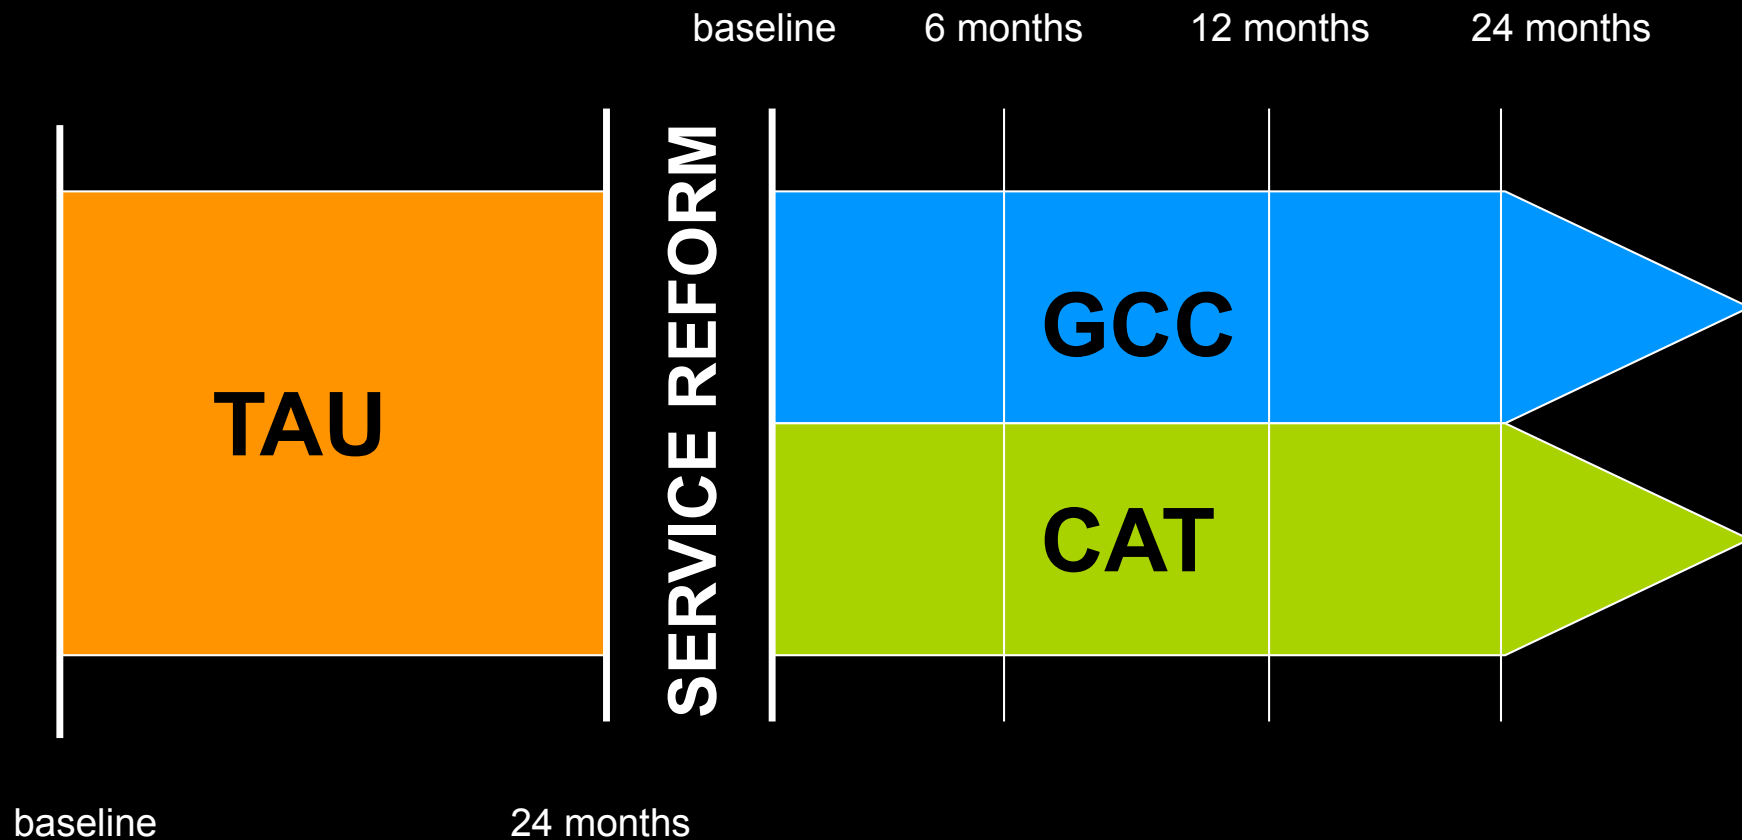 baseline 6 months 12 months 24 months
SERVICE REFORM
GCC
TAU
CAT
baseline 24 months